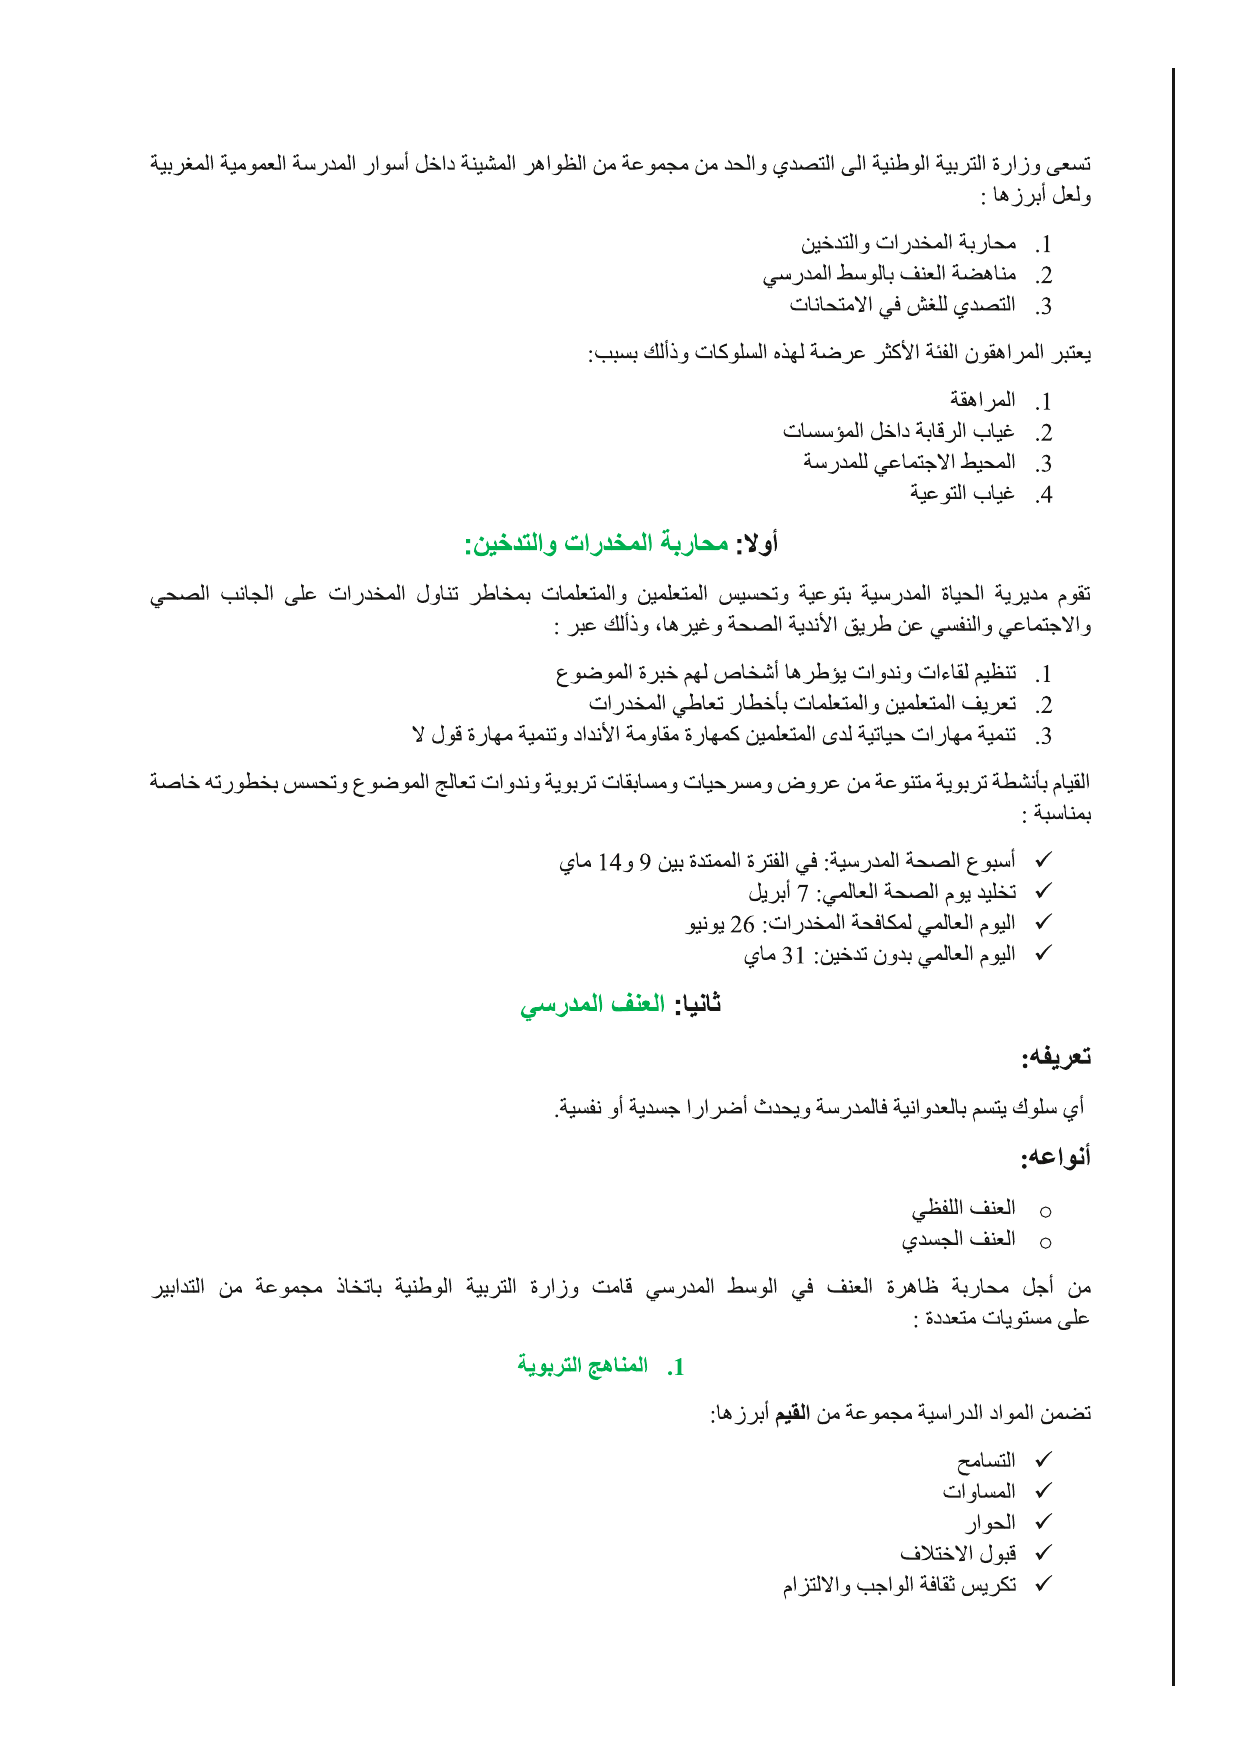 تسعى وزارة التربية الوطنية الى التصدي والحد من مجموعة من الظواهر المشينة داخل أسوار المدرسة العمومية المغربية
ولعل أبرزها :
1. محاربة المخدرات والتدخين
2. مناهضة العنف بالوسط المدرسي
3. التصدي للغش في الامتحانات
يعتبر المراهقون الفئة الأكثر عرضة لهذه السلوكات وذألك بسبب:
1. المراهقة
2. غياب الرقابة داخل المؤسسات
3. المحيط الاجتماعي للمدرسة
4. غياب التوعية
أولا: محاربة المخدرات والتدخين:
تقوم مديرية الحياة المدرسية بتوعية وتحسيس المتعلمين والمتعلمات بمخاطر تناول المخدرات على الجانب الصحي
والاجتماعي والنفسي عن طريق الأندية الصحة وغيرها، وذألك عبر :
1. تنظيم لقاءات وندوات يؤطرها أشخاص لهم خبرة الموضوع
2. تعريف المتعلمين والمتعلمات بأخطار تعاطي المخدرات
3. تنمية مهارات حياتية لدى المتعلمين كمهارة مقاومة الأنداد وتنمية مهارة قول لا
القيام بأنشطة تربوية متنوعة من عروض ومسرحيات ومسابقات تربوية وندوات تعالج الموضوع وتحسس بخطورته خاصة
بمناسبة :
✓ أسبوع الصحة المدرسية: في الفترة الممتدة بين 9 و14 ماي
✓ تخليد يوم الصحة العالمي: 7 أبريل
✓ اليوم العالمي لمكافحة المخدرات: 26 يونيو
✓ اليوم العالمي بدون تدخين: 31 ماي
ثانيا: العنف المدرسي
تعريفه:
أي سلوك يتسم بالعدوانية فالمدرسة ويحدث أضرارا جسدية أو نفسية.
أنواعه:
o العنف اللفظي
o العنف الجسدي
من أجل محاربة ظاهرة العنف في الوسط المدرسي قامت وزارة التربية الوطنية باتخاذ مجموعة من التدابير
على مستويات متعددة :
1. المناهج التربوية
تضمن المواد الدراسية مجموعة من القيم أبرزها:
✓ التسامح
✓ المساوات
✓ الحوار
✓ قبول الاختلاف
✓ تكريس ثقافة الواجب والالتزام